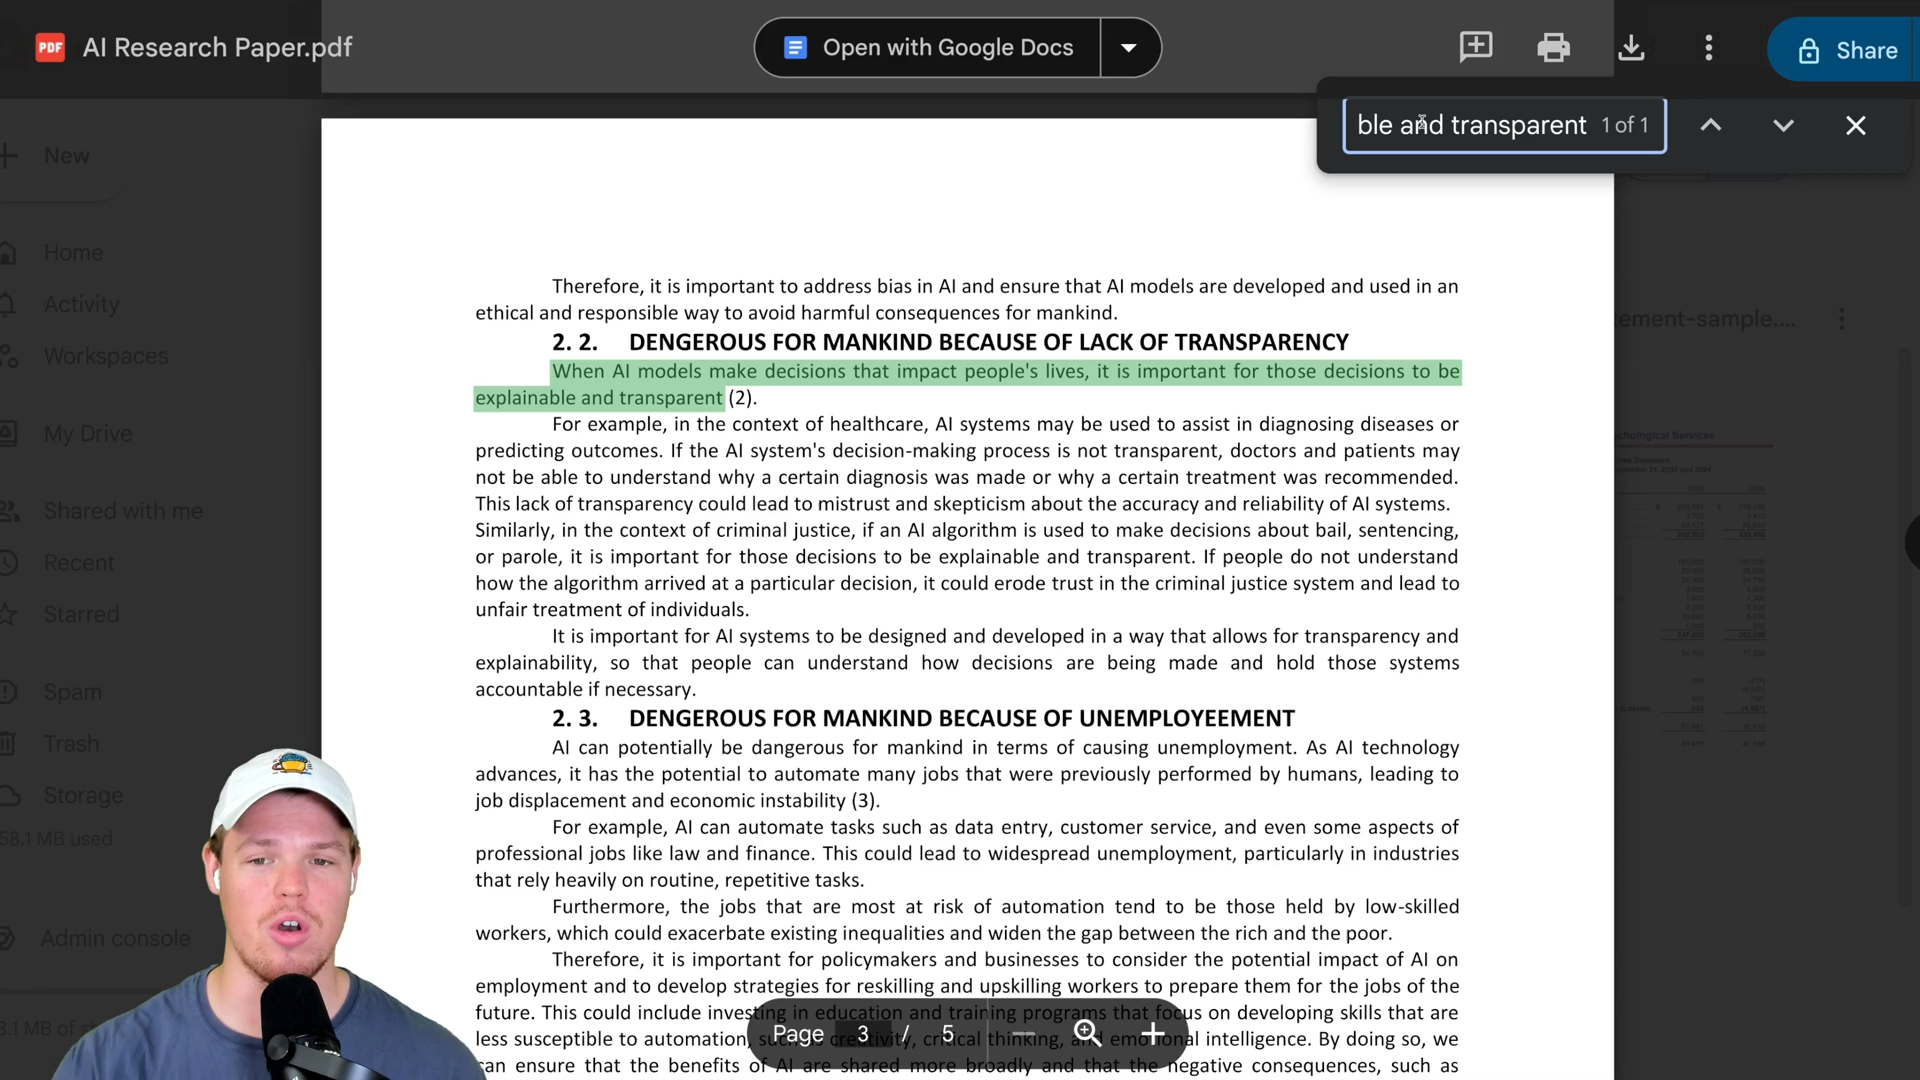 PDF AI Research Paper.pdf
Open with Google Docs
Share
ble and transparent 1 of 1
New
Home
Activity
Workspaces
My Drive
Shared with me
Recent
Starred
Spam
Trash
Storage
58.1 MB used
Admin console
ement-sample....
Therefore, it is important to address bias in AI and ensure that AI models are developed and used in an
ethical and responsible way to avoid harmful consequences for mankind.
2. 2. DENGEROUS FOR MANKIND BECAUSE OF LACK OF TRANSPARENCY
When AI models make decisions that impact people's lives, it is important for those decisions to be
explainable and transparent (2).
For example, in the context of healthcare, AI systems may be used to assist in diagnosing diseases or
predicting outcomes. If the AI system's decision-making process is not transparent, doctors and patients may
not be able to understand why a certain diagnosis was made or why a certain treatment was recommended.
This lack of transparency could lead to mistrust and skepticism about the accuracy and reliability of AI systems.
Similarly, in the context of criminal justice, if an AI algorithm is used to make decisions about bail, sentencing,
or parole, it is important for those decisions to be explainable and transparent. If people do not understand
how the algorithm arrived at a particular decision, it could erode trust in the criminal justice system and lead to
unfair treatment of individuals.
It is important for AI systems to be designed and developed in a way that allows for transparency and
explainability, so that people can understand how decisions are being made and hold those systems
accountable if necessary.
2. 3. DENGEROUS FOR MANKIND BECAUSE OF UNEMPLOYEEMENT
AI can potentially be dangerous for mankind in terms of causing unemployment. As AI technology
advances, it has the potential to automate many jobs that were previously performed by humans, leading to
job displacement and economic instability (3).
For example, AI can automate tasks such as data entry, customer service, and even some aspects of
professional jobs like law and finance. This could lead to widespread unemployment, particularly in industries
that rely heavily on routine, repetitive tasks.
Furthermore, the jobs that are most at risk of automation tend to be those held by low-skilled
workers, which could exacerbate existing inequalities and widen the gap between the rich and the poor.
Therefore, it is important for policymakers and businesses to consider the potential impact of AI on
employment and to develop strategies for reskilling and upskilling workers to prepare them for the jobs of the
future. This could include investing in education and training programs that focus on developing skills that are
less susceptible to automation, such as creativity, critical thinking, and emotional intelligence. By doing so, we
can ensure that the benefits of AI are shared more broadly and that the negative consequences, such as
Page 3 / 5